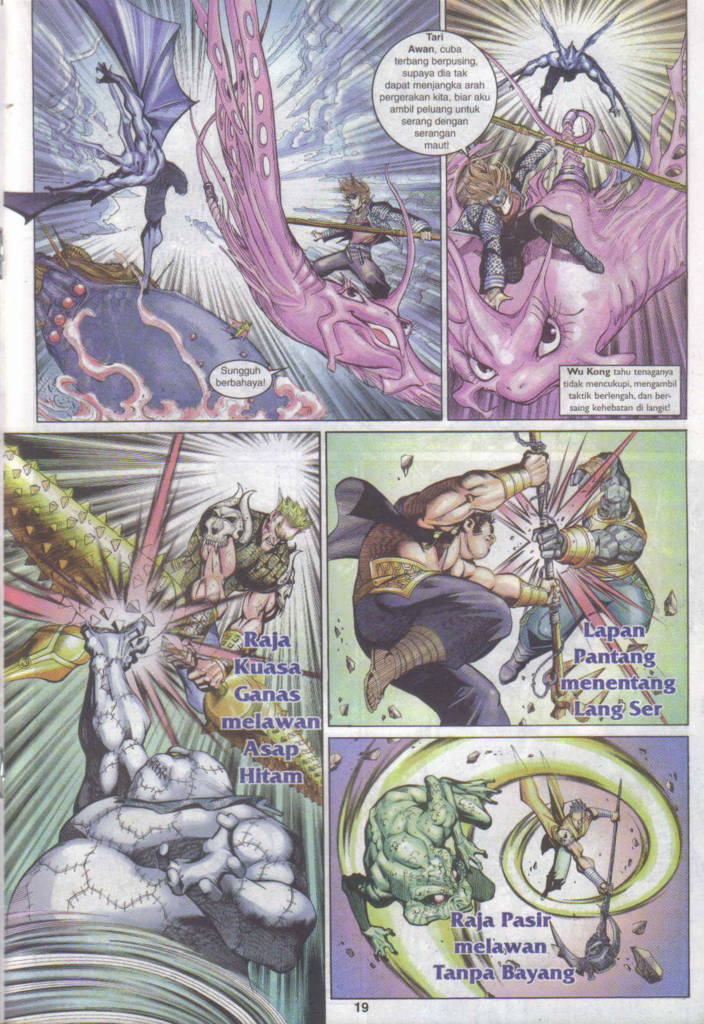 Tari
Awan, cuba
terbang berpusing,
supaya dia tak
dapat menjangka arah
pergerakan kita, biar aku
ambil peluang untuk
serang dengan
serangan
maut!
Sungguh
berbahaya!
Wu Kong tahu tenaganya
tidak mencukupi, mengambil
taktik berlengah, dan ber-
saing kehebatan di langit!
Raja
Kuasa
Ganas
melawan
Asap
Hitam
Lapan
Pantang
menentang
Lang Ser
Raja Pasir
melawan
Tanpa Bayang
19